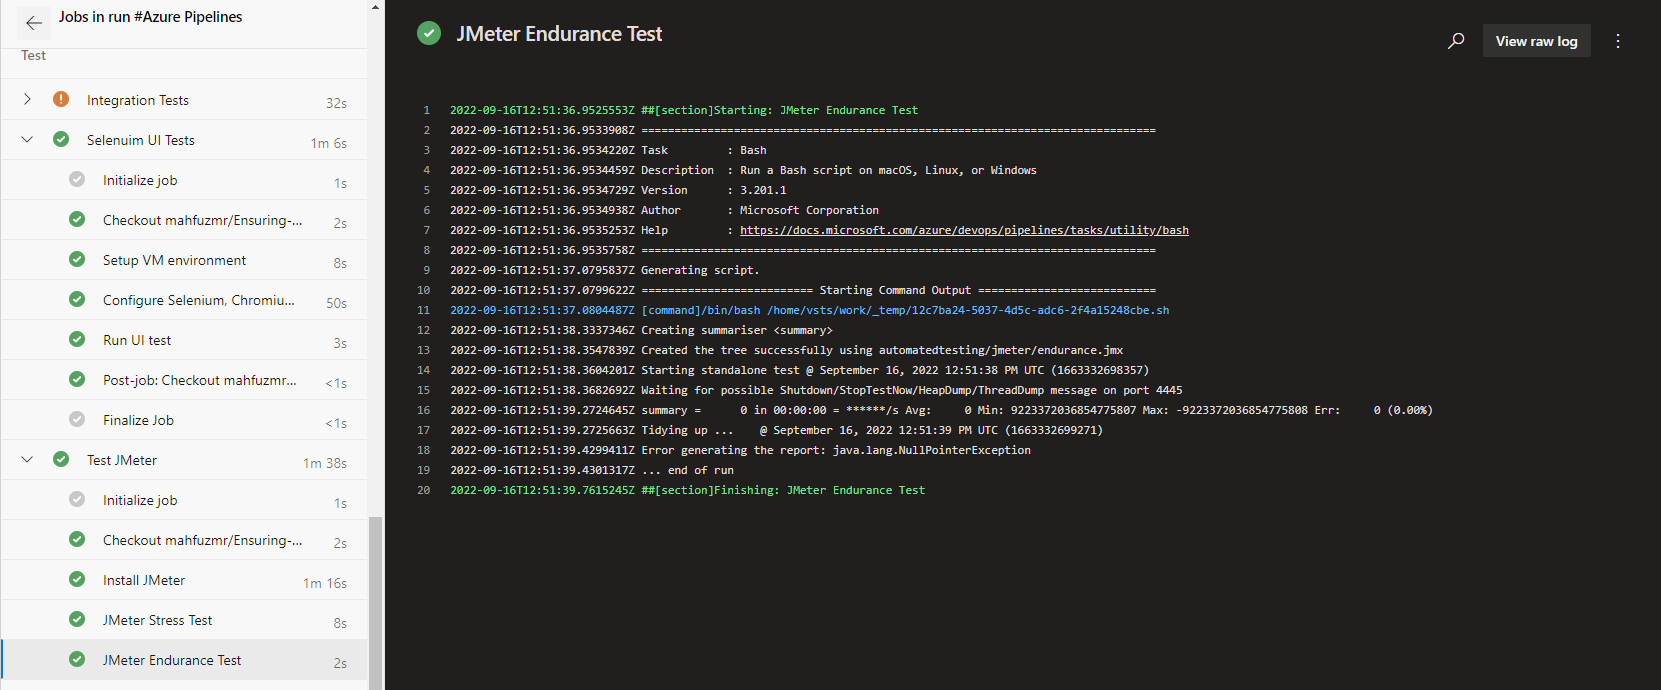 Jobs in run #Azure Pipelines
Test
Integration Tests 32s
Selenuim UI Tests 1m 6s
Initialize job 1s
Checkout mahfuzmr/Ensuring-... 2s
Setup VM environment 8s
Configure Selenium, Chromiu... 50s
Run UI test 3s
Post-job: Checkout mahfuzmr... <1s
Finalize Job <1s
Test JMeter 1m 38s
Initialize job 1s
Checkout mahfuzmr/Ensuring-... 2s
Install JMeter 1m 16s
JMeter Stress Test 8s
JMeter Endurance Test 2s
JMeter Endurance Test
View raw log
1 2022-09-16T12:51:36.9525553Z ##[section]Starting: JMeter Endurance Test
2 2022-09-16T12:51:36.9533908Z ==============================================================================
3 2022-09-16T12:51:36.9534220Z Task         : Bash
4 2022-09-16T12:51:36.9534459Z Description  : Run a Bash script on macOS, Linux, or Windows
5 2022-09-16T12:51:36.9534729Z Version      : 3.201.1
6 2022-09-16T12:51:36.9534938Z Author       : Microsoft Corporation
7 2022-09-16T12:51:36.9535253Z Help         : https://docs.microsoft.com/azure/devops/pipelines/tasks/utility/bash
8 2022-09-16T12:51:36.9535758Z ==============================================================================
9 2022-09-16T12:51:37.0795837Z Generating script.
10 2022-09-16T12:51:37.0799622Z ========================== Starting Command Output ===========================
11 2022-09-16T12:51:37.0804487Z [command]/bin/bash /home/vsts/work/_temp/12c7ba24-5037-4d5c-adc6-2f4a15248cbe.sh
12 2022-09-16T12:51:38.3337346Z Creating summariser <summary>
13 2022-09-16T12:51:38.3547839Z Created the tree successfully using automatedtesting/jmeter/endurance.jmx
14 2022-09-16T12:51:38.3604201Z Starting standalone test @ September 16, 2022 12:51:38 PM UTC (1663332698357)
15 2022-09-16T12:51:38.3682692Z Waiting for possible Shutdown/StopTestNow/HeapDump/ThreadDump message on port 4445
16 2022-09-16T12:51:39.2724645Z summary =      0 in 00:00:00 = ******/s Avg:     0 Min: 9223372036854775807 Max: -9223372036854775808 Err:     0 (0.00%)
17 2022-09-16T12:51:39.2725663Z Tidying up ...    @ September 16, 2022 12:51:39 PM UTC (1663332699271)
18 2022-09-16T12:51:39.4299411Z Error generating the report: java.lang.NullPointerException
19 2022-09-16T12:51:39.4301317Z ... end of run
20 2022-09-16T12:51:39.7615245Z ##[section]Finishing: JMeter Endurance Test